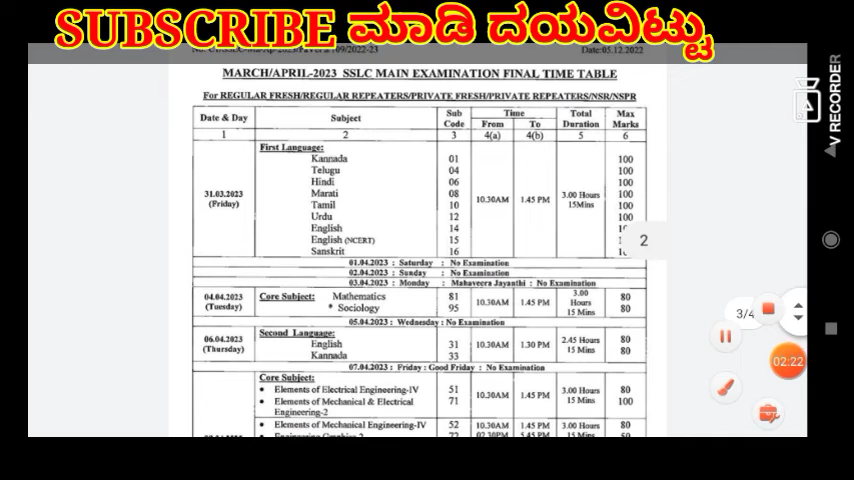 SUBSCRIBE ಮಾಡಿ ದಯವಿಟ್ಟು
Date:05.12.2022
MARCH/APRIL-2023 SSLC MAIN EXAMINATION FINAL TIME TABLE
For REGULAR FRESH/REGULAR REPEATERS/PRIVATE FRESH/PRIVATE REPEATERS/NSR/NSPR
Date & Day Subject Sub Code Time From To Total Duration Max Marks
1 2 3 4(a) 4(b) 5 6
First Language:
Kannada 01 100
Telugu 04 100
Hindi 06 100
31.03.2023 (Friday) Marati 08 10.30AM 1.45 PM 3.00 Hours 15Mins 100
Tamil 10 100
Urdu 12 100
English 14
English (NCERT) 15
Sanskrit 16
01.04.2023 : Saturday : No Examination
02.04.2023 : Sunday : No Examination
03.04.2023 : Monday : Mahaveera Jayanthi : No Examination
04.04.2023 (Tuesday) Core Subject: Mathematics 81 10.30AM 1.45 PM 3.00 Hours 15 Mins 80
* Sociology 95 80
05.04.2023 : Wednesday : No Examination
06.04.2023 (Thursday) Second Language:
English 31 10.30AM 1.30 PM 2.45 Hours 15 Mins 80
Kannada 33 80
07.04.2023 : Friday : Good Friday : No Examination
Core Subject:
• Elements of Electrical Engineering-IV 51 10.30AM 1.45 PM 3.00 Hours 15 Mins 80
• Elements of Mechanical & Electrical Engineering-2 71 100
• Elements of Mechanical Engineering-IV 52 10.30AM 1.45 PM 3.00 Hours 80
2
3/4
02:22
V RECORDER